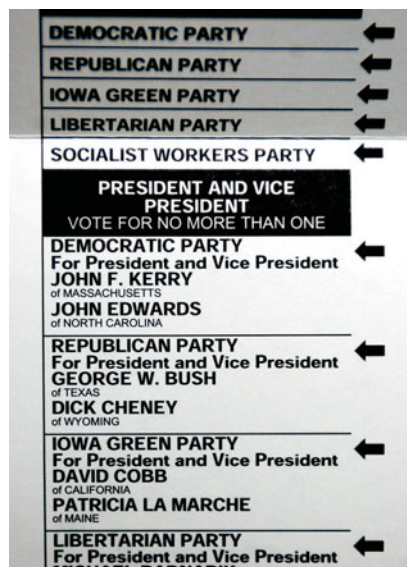 DEMOCRATIC PARTY
REPUBLICAN PARTY
IOWA GREEN PARTY
LIBERTARIAN PARTY
SOCIALIST WORKERS PARTY
PRESIDENT AND VICE
PRESIDENT
VOTE FOR NO MORE THAN ONE
DEMOCRATIC PARTY
For President and Vice President
JOHN F. KERRY
of MASSACHUSETTS
JOHN EDWARDS
of NORTH CAROLINA
REPUBLICAN PARTY
For President and Vice President
GEORGE W. BUSH
of TEXAS
DICK CHENEY
of WYOMING
IOWA GREEN PARTY
For President and Vice President
DAVID COBB
of CALIFORNIA
PATRICIA LA MARCHE
of MAINE
LIBERTARIAN PARTY
For President and Vice President